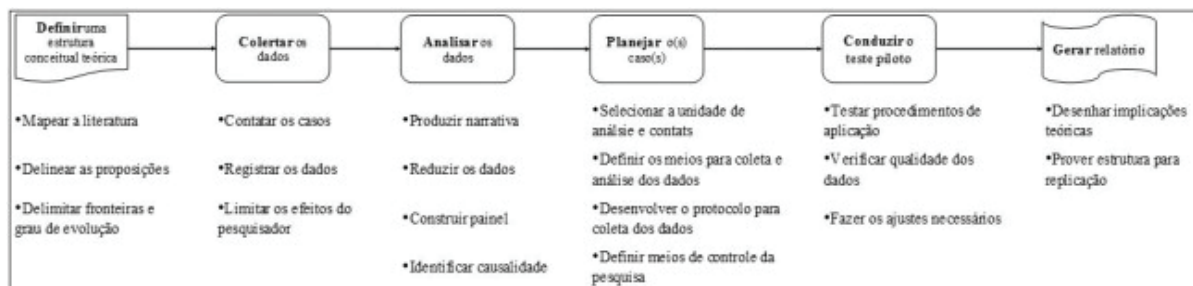 Definir uma
estrutura
conceitual teórica
Colertar os
dados
Analisar os
dados
Planejar o(s)
caso(s)
Conduzir o
teste piloto
Gerar relatório
•Mapear a literatura
•Delinear as proposições
•Delimitar fronteiras e
grau de evolução
•Contatar os casos
•Registrar os dados
•Limitar os efeitos do
pesquisador
•Produzir narrativa
•Reduzir os dados
•Construir painel
•Identificar causalidade
•Selecionar a unidade de
análsie e contats
•Definir os meios para coleta e
análise dos dados
•Desenvolver o protocolo para
coleta dos dados
•Definir meios de controle da
pesquisa
•Testar procedimentos de
aplicação
•Verificar qualidade dos
dados
•Fazer os ajustes necessários
•Desenhar implicações
teóricas
•Prover estrutura para
replicação